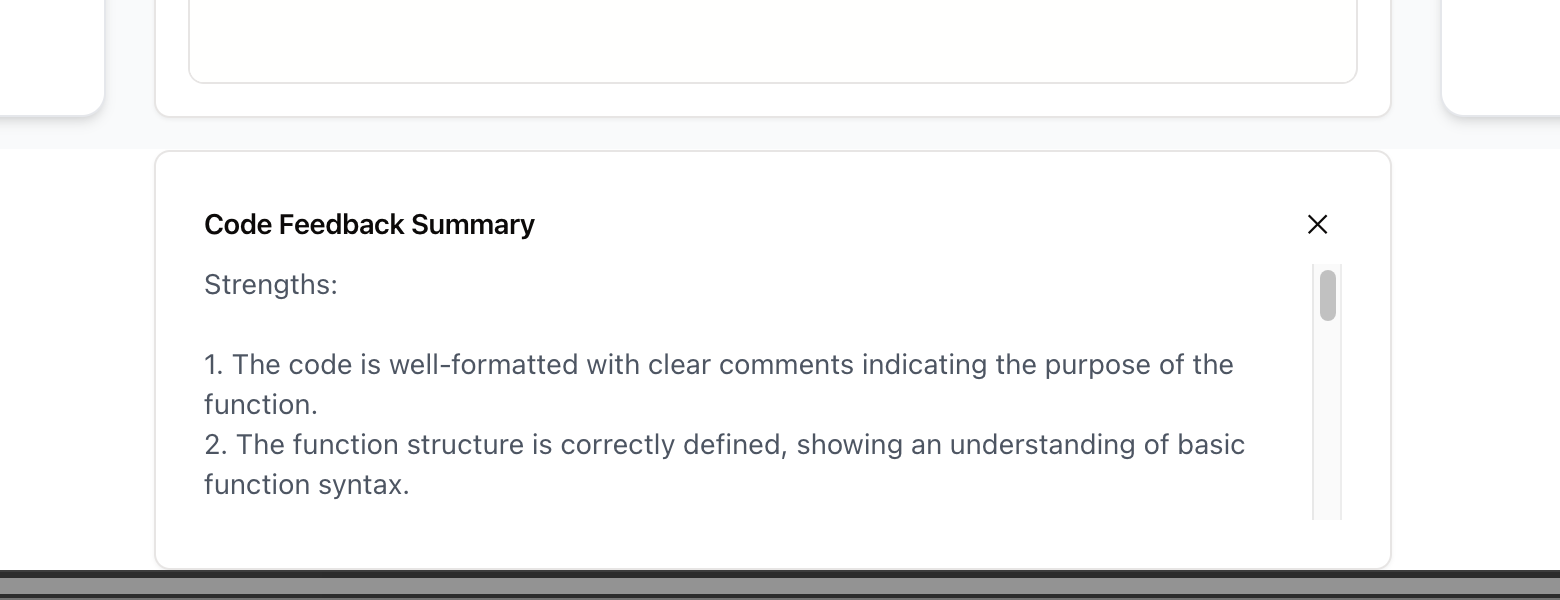 Code Feedback Summary
Strengths:
1. The code is well-formatted with clear comments indicating the purpose of the
function.
2. The function structure is correctly defined, showing an understanding of basic
function syntax.